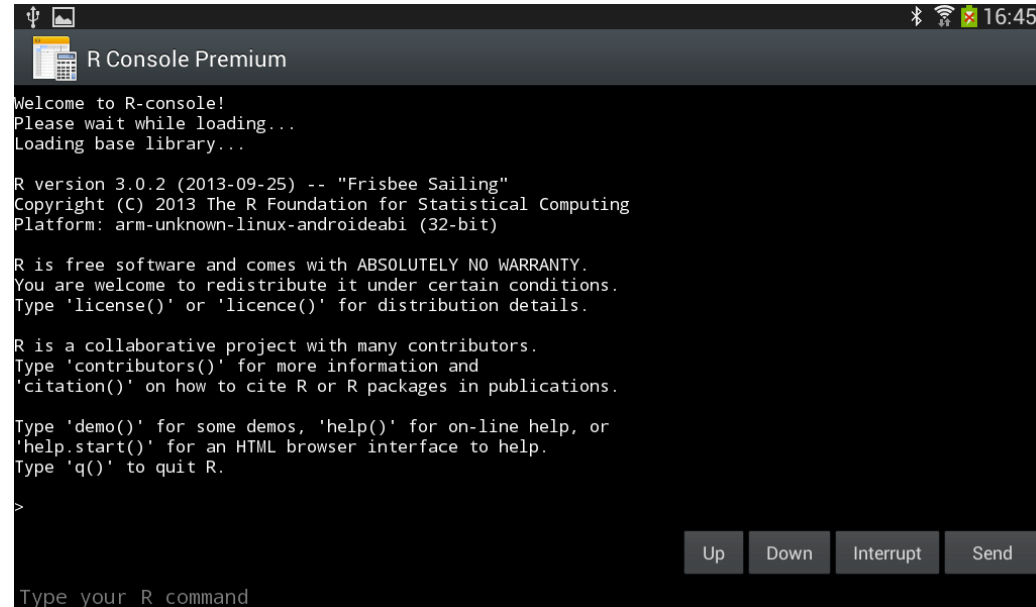 16:45
R Console Premium
Welcome to R-console!
Please wait while loading...
Loading base library...
R version 3.0.2 (2013-09-25) -- "Frisbee Sailing"
Copyright (C) 2013 The R Foundation for Statistical Computing
Platform: arm-unknown-linux-androideabi (32-bit)
R is free software and comes with ABSOLUTELY NO WARRANTY.
You are welcome to redistribute it under certain conditions.
Type 'license()' or 'licence()' for distribution details.
R is a collaborative project with many contributors.
Type 'contributors()' for more information and
'citation()' on how to cite R or R packages in publications.
Type 'demo()' for some demos, 'help()' for on-line help, or
'help.start()' for an HTML browser interface to help.
Type 'q()' to quit R.
>
Up Down Interrupt Send
Type your R command